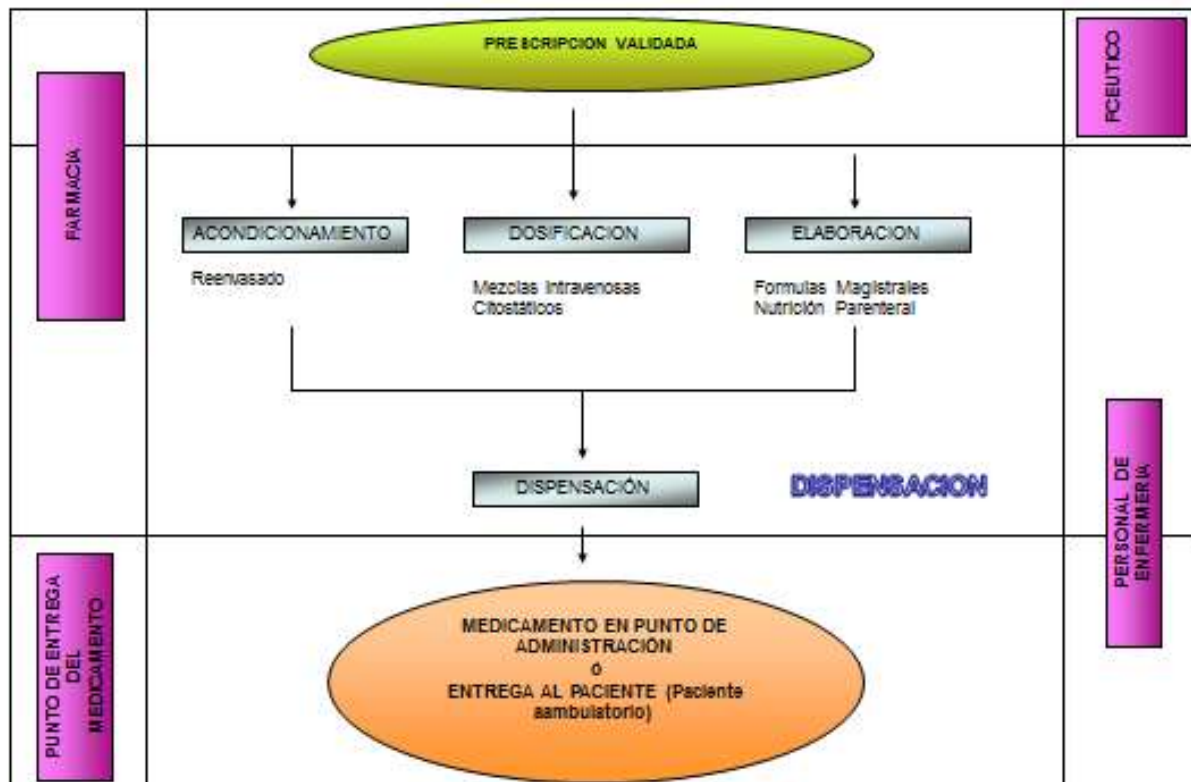 PRESCRIPCION VALIDADA
FARMACIA
FCEUTICO
ACONDICIONAMIENTO
Reenvasado
DOSIFICACION
Mezclas Intravenosas
Citostáticos
ELABORACION
Formulas Magistrales
Nutrición Parenteral
DISPENSACIÓN
DISPENSACION
PERSONAL DE
ENFERMERIA
PUNTO DE ENTREGA
DEL
MEDICAMENTO
MEDICAMENTO EN PUNTO DE
ADMINISTRACIÓN
ó
ENTREGA AL PACIENTE (Paciente
aambulatorio)